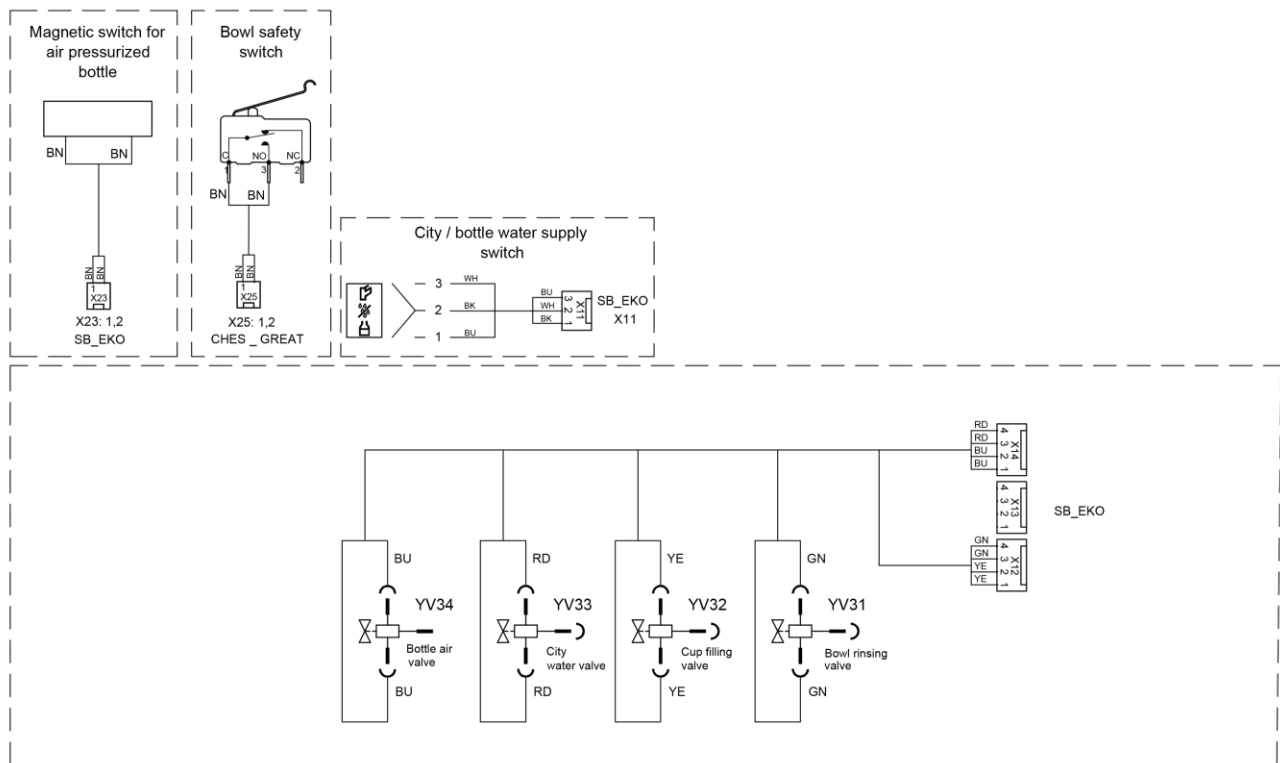 Magnetic switch for
air pressurized
bottle
BN
BN
BN
BN
1
X23
X23: 1,2
SB_EKO
Bowl safety
switch
C
NO
NC
1
3
2
BN
BN
BN
BN
1
X25
X25: 1,2
CHES _ GREAT
City / bottle water supply
switch
3
WH
2
BK
1
BU
BU
WH
BK
3
2
1
X11
SB_EKO
X11
RD
RD
BU
BU
4
3
2
1
X14
4
3
2
1
X13
SB_EKO
GN
GN
YE
YE
4
3
2
1
X12
BU
YV34
Bottle air
valve
BU
RD
YV33
City
water valve
RD
YE
YV32
Cup filling
valve
YE
GN
YV31
Bowl rinsing
valve
GN